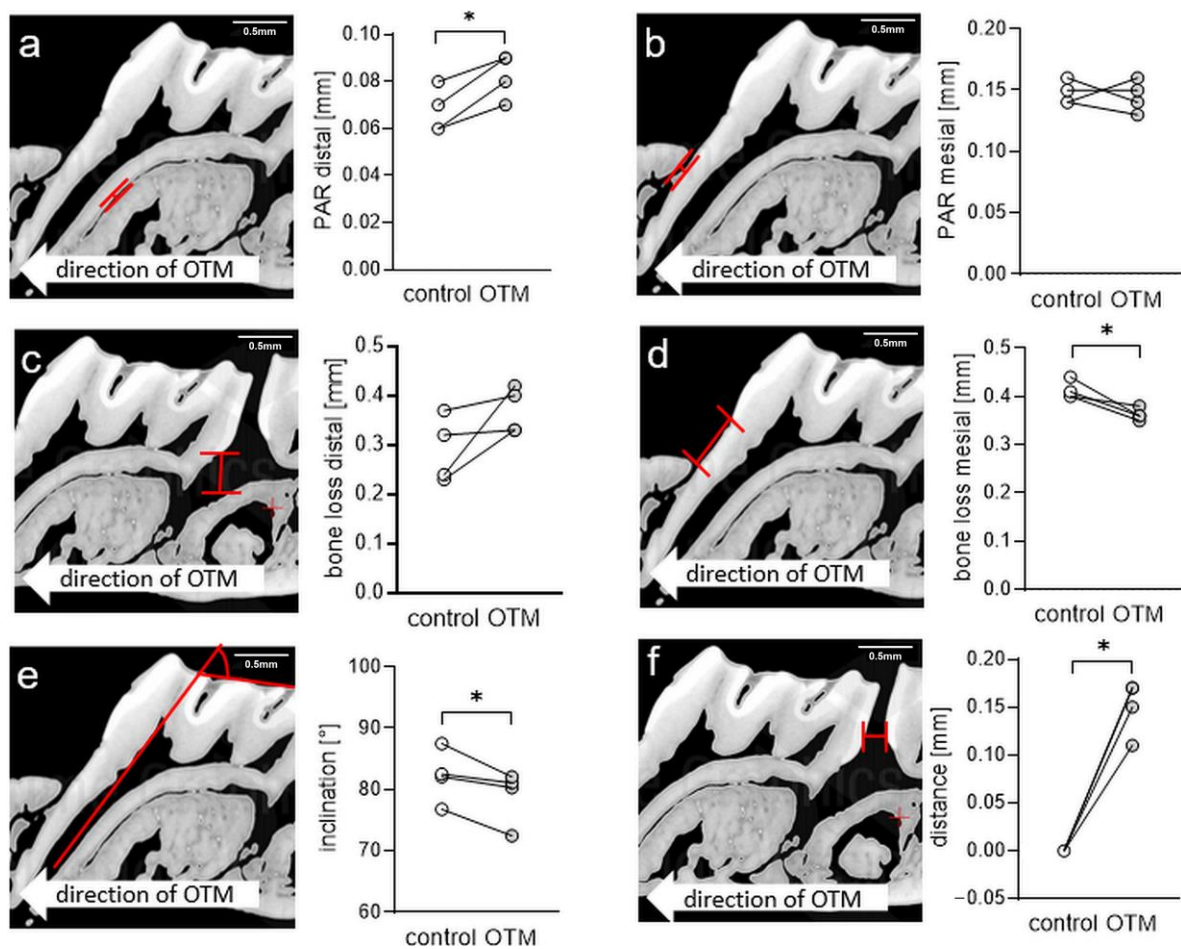 a
0.5mm
direction of OTM
PAR distal [mm]
0.10
0.08
0.06
0.04
0.02
0.00
*
control OTM
b
0.5mm
direction of OTM
PAR mesial [mm]
0.20
0.15
0.10
0.05
0.00
control OTM
c
0.5mm
direction of OTM
bone loss distal [mm]
0.5
0.4
0.3
0.2
0.1
0.0
control OTM
d
0.5mm
direction of OTM
bone loss mesial [mm]
0.5
0.4
0.3
0.2
0.1
0.0
*
control OTM
e
0.5mm
direction of OTM
inclination [°]
100
90
80
70
60
*
control OTM
f
0.5mm
direction of OTM
distance [mm]
0.20
0.15
0.10
0.05
0.00
−0.05
*
control OTM